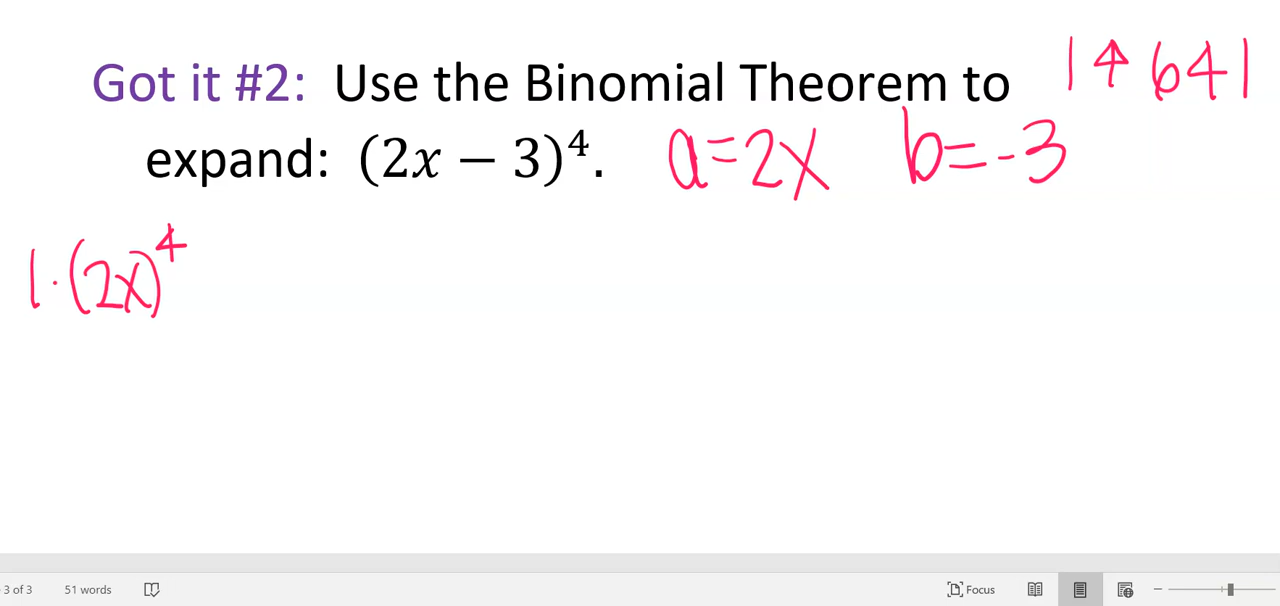 Got it #2: Use the Binomial Theorem to 1 4 6 4 1
expand: (2x − 3)⁴. a=2x b=-3
1·(2x)⁴
3 of 3 51 words Focus